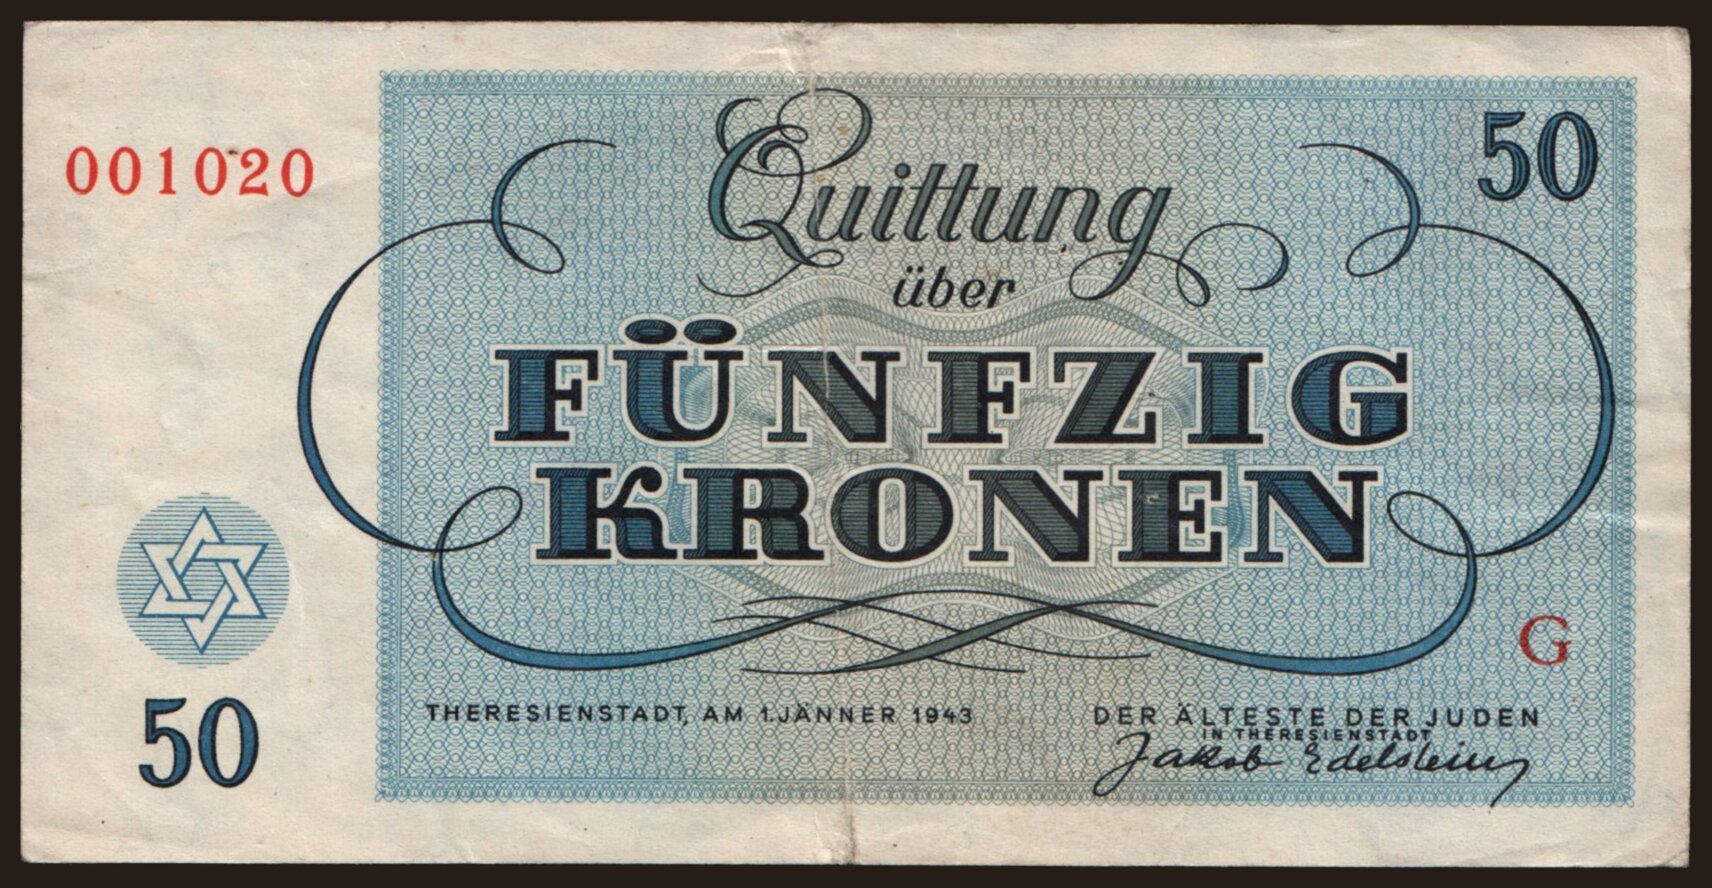 001020
50
Quittung
über
FÜNFZIG
KRONEN
G
50
THERESIENSTADT, AM 1. JÄNNER 1943
DER ÄLTESTE DER JUDEN
IN THERESIENSTADT
Jakob Edelstein